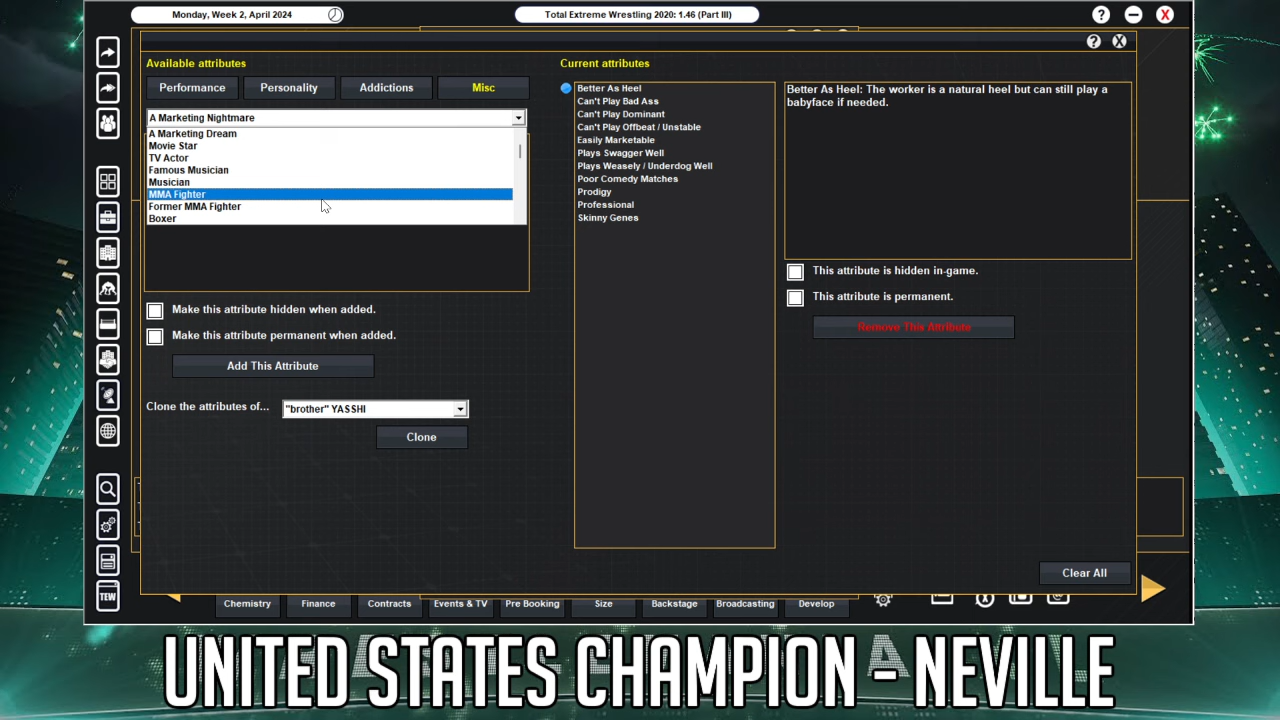 Monday, Week 2, April 2024
Total Extreme Wrestling 2020: 1.46 (Part III)
?
X
?
X
Available attributes
Performance
Personality
Addictions
Misc
A Marketing Nightmare
A Marketing Dream
Movie Star
TV Actor
Famous Musician
Musician
MMA Fighter
Former MMA Fighter
Boxer
Make this attribute hidden when added.
Make this attribute permanent when added.
Add This Attribute
Clone the attributes of...
"brother" YASSHI
Clone
Current attributes
Better As Heel
Can't Play Bad Ass
Can't Play Dominant
Can't Play Offbeat / Unstable
Easily Marketable
Plays Swagger Well
Plays Weasely / Underdog Well
Poor Comedy Matches
Prodigy
Professional
Skinny Genes
Better As Heel: The worker is a natural heel but can still play a
babyface if needed.
This attribute is hidden in-game.
This attribute is permanent.
Remove This Attribute
Clear All
TEW
Chemistry
Finance
Contracts
Events & TV
Pre Booking
Size
Backstage
Broadcasting
Develop
UNITED STATES CHAMPION - NEVILLE